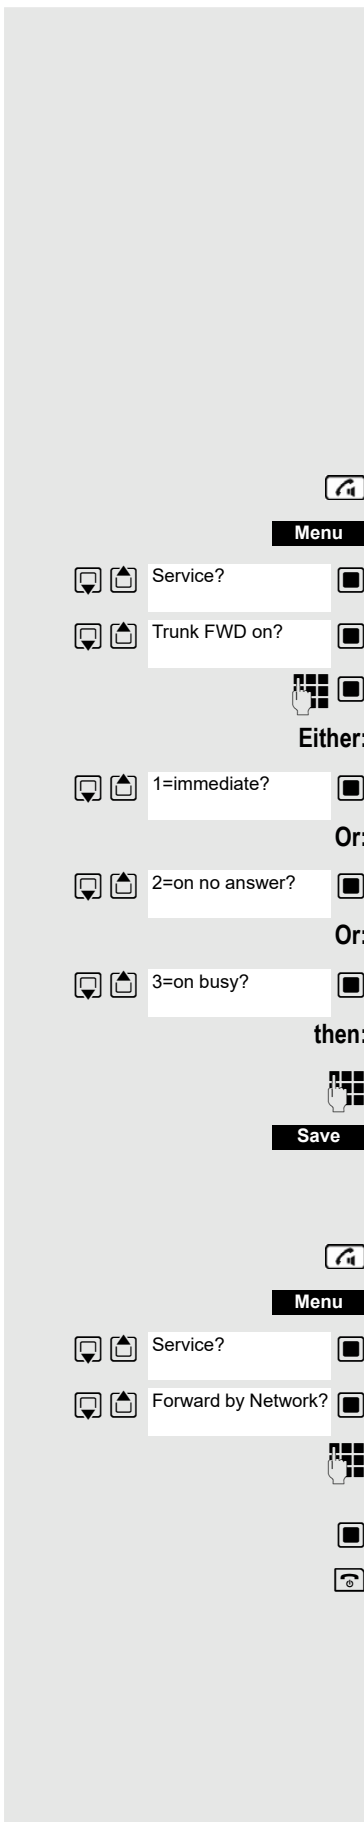 Menu
Service?
Trunk FWD on?
Either:
1=immediate?
Or:
2=on no answer?
Or:
3=on busy?
then:
Save
Menu
Service?
Forward by Network?